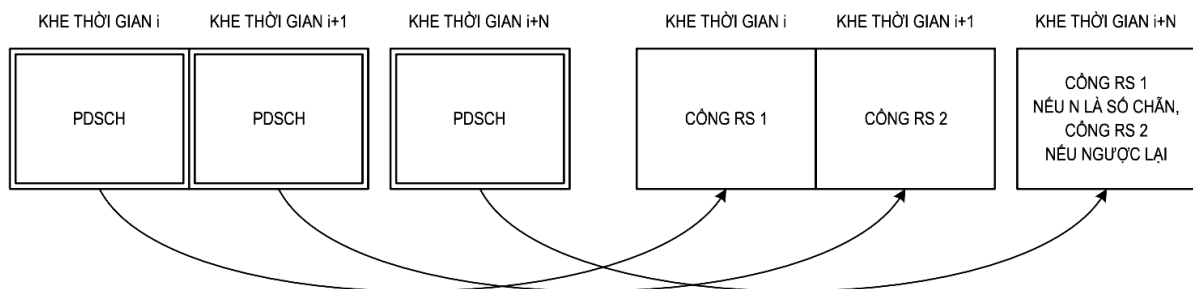 KHE THỜI GIAN i
KHE THỜI GIAN i+1
KHE THỜI GIAN i+N
KHE THỜI GIAN i
KHE THỜI GIAN i+1
KHE THỜI GIAN i+N
PDSCH
PDSCH
PDSCH
CỔNG RS 1
CỔNG RS 2
CỔNG RS 1
NẾU N LÀ SỐ CHẴN,
CỔNG RS 2
NẾU NGƯỢC LẠI